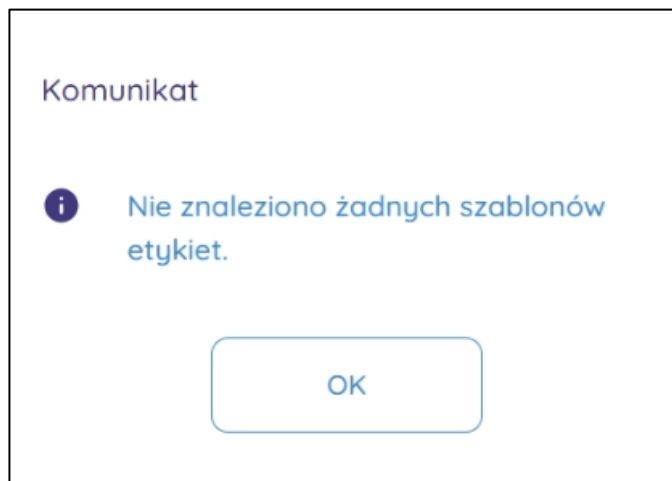 Komunikat
Nie znaleziono żadnych szablonów
etykiet.
OK